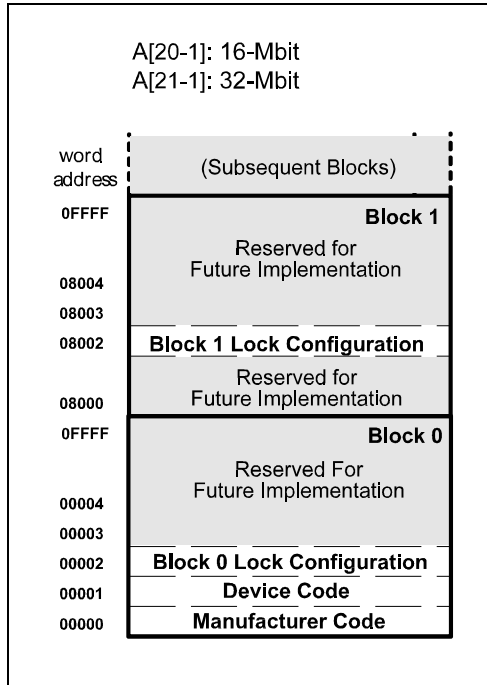 A[20-1]: 16-Mbit
A[21-1]: 32-Mbit
word
address
(Subsequent Blocks)
0FFFF
Block 1
Reserved for
Future Implementation
08004
08003
08002
Block 1 Lock Configuration
Reserved for
Future Implementation
08000
0FFFF
Block 0
Reserved For
Future Implementation
00004
00003
00002
Block 0 Lock Configuration
00001
Device Code
00000
Manufacturer Code